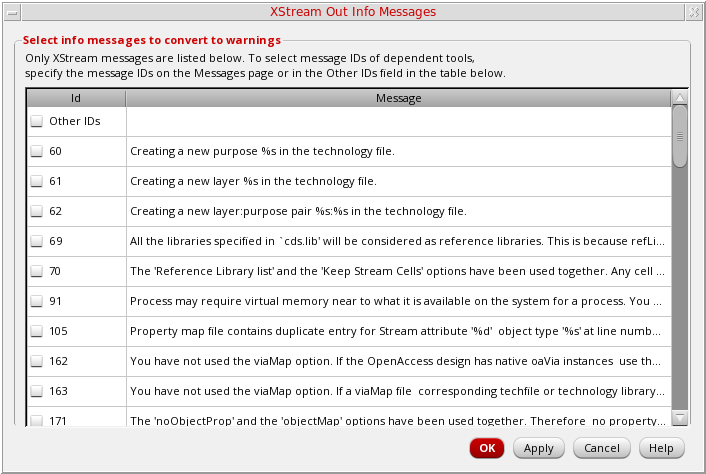 XStream Out Info Messages
Select info messages to convert to warnings
Only XStream messages are listed below. To select message IDs of dependent tools,
specify the message IDs on the Messages page or in the Other IDs field in the table below.
Id Message
Other IDs
60 Creating a new purpose %s in the technology file.
61 Creating a new layer %s in the technology file.
62 Creating a new layer:purpose pair %s:%s in the technology file.
69 All the libraries specified in `cds.lib' will be considered as reference libraries. This is because refLi...
70 The 'Reference Library list' and the 'Keep Stream Cells' options have been used together. Any cell ...
91 Process may require virtual memory near to what it is available on the system for a process. You ...
105 Property map file contains duplicate entry for Stream attribute '%d'  object type '%s' at line numb...
162 You have not used the viaMap option. If the OpenAccess design has native oaVia instances  use th...
163 You have not used the viaMap option. If a viaMap file  corresponding techfile or technology library...
171 The 'noObjectProp' and the 'objectMap' options have been used together. Therefore  no property...
OK Apply Cancel Help